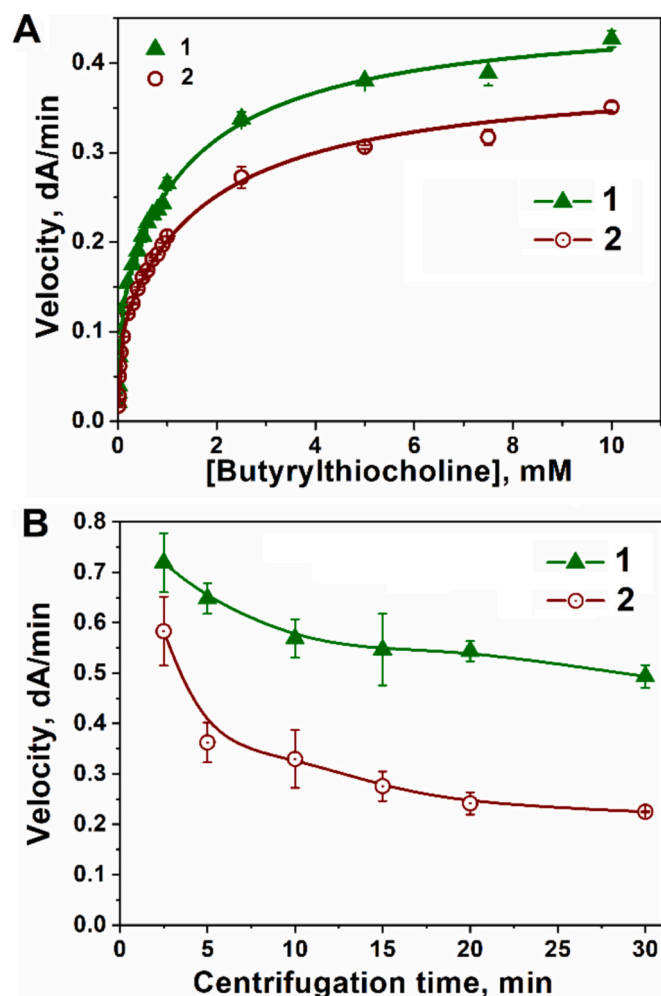 A
1
2
0.4
0.3
0.2
0.1
0.0
Velocity, dA/min
1
2
0 2 4 6 8 10
[Butyrylthiocholine], mM
B
0.8
0.7
0.6
0.5
0.4
0.3
0.2
0.1
0.0
Velocity, dA/min
1
2
0 5 10 15 20 25 30
Centrifugation time, min